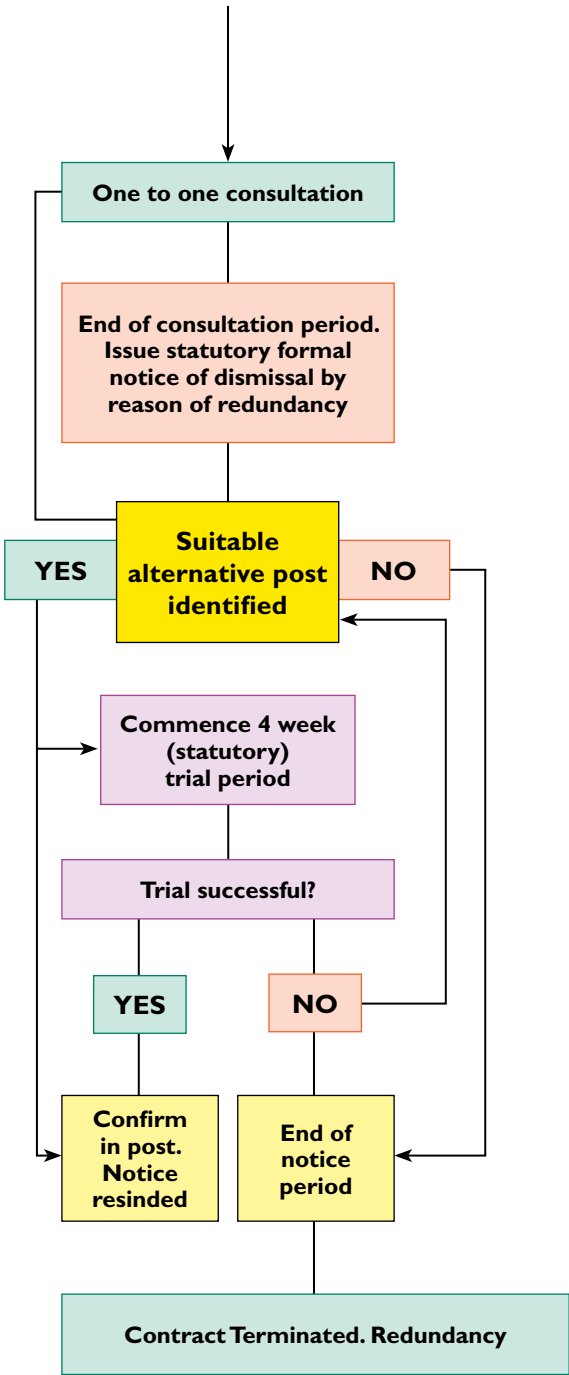 One to one consultation
End of consultation period.
Issue statutory formal
notice of dismissal by
reason of redundancy
Suitable
alternative post
identified
YES
NO
Commence 4 week
(statutory)
trial period
Trial successful?
YES
NO
Confirm
in post.
Notice
resinded
End of
notice
period
Contract Terminated. Redundancy